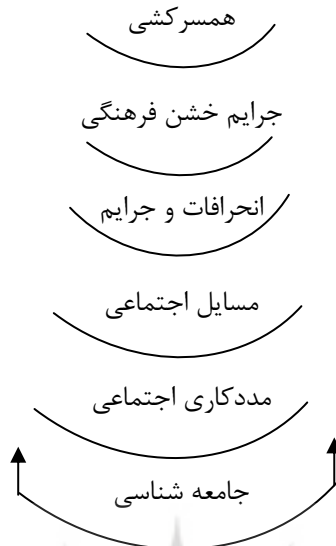 همسرکشی
جرایم خشن فرهنگی
انحرافات و جرایم
مسایل اجتماعی
مددکاری اجتماعی
جامعه شناسی